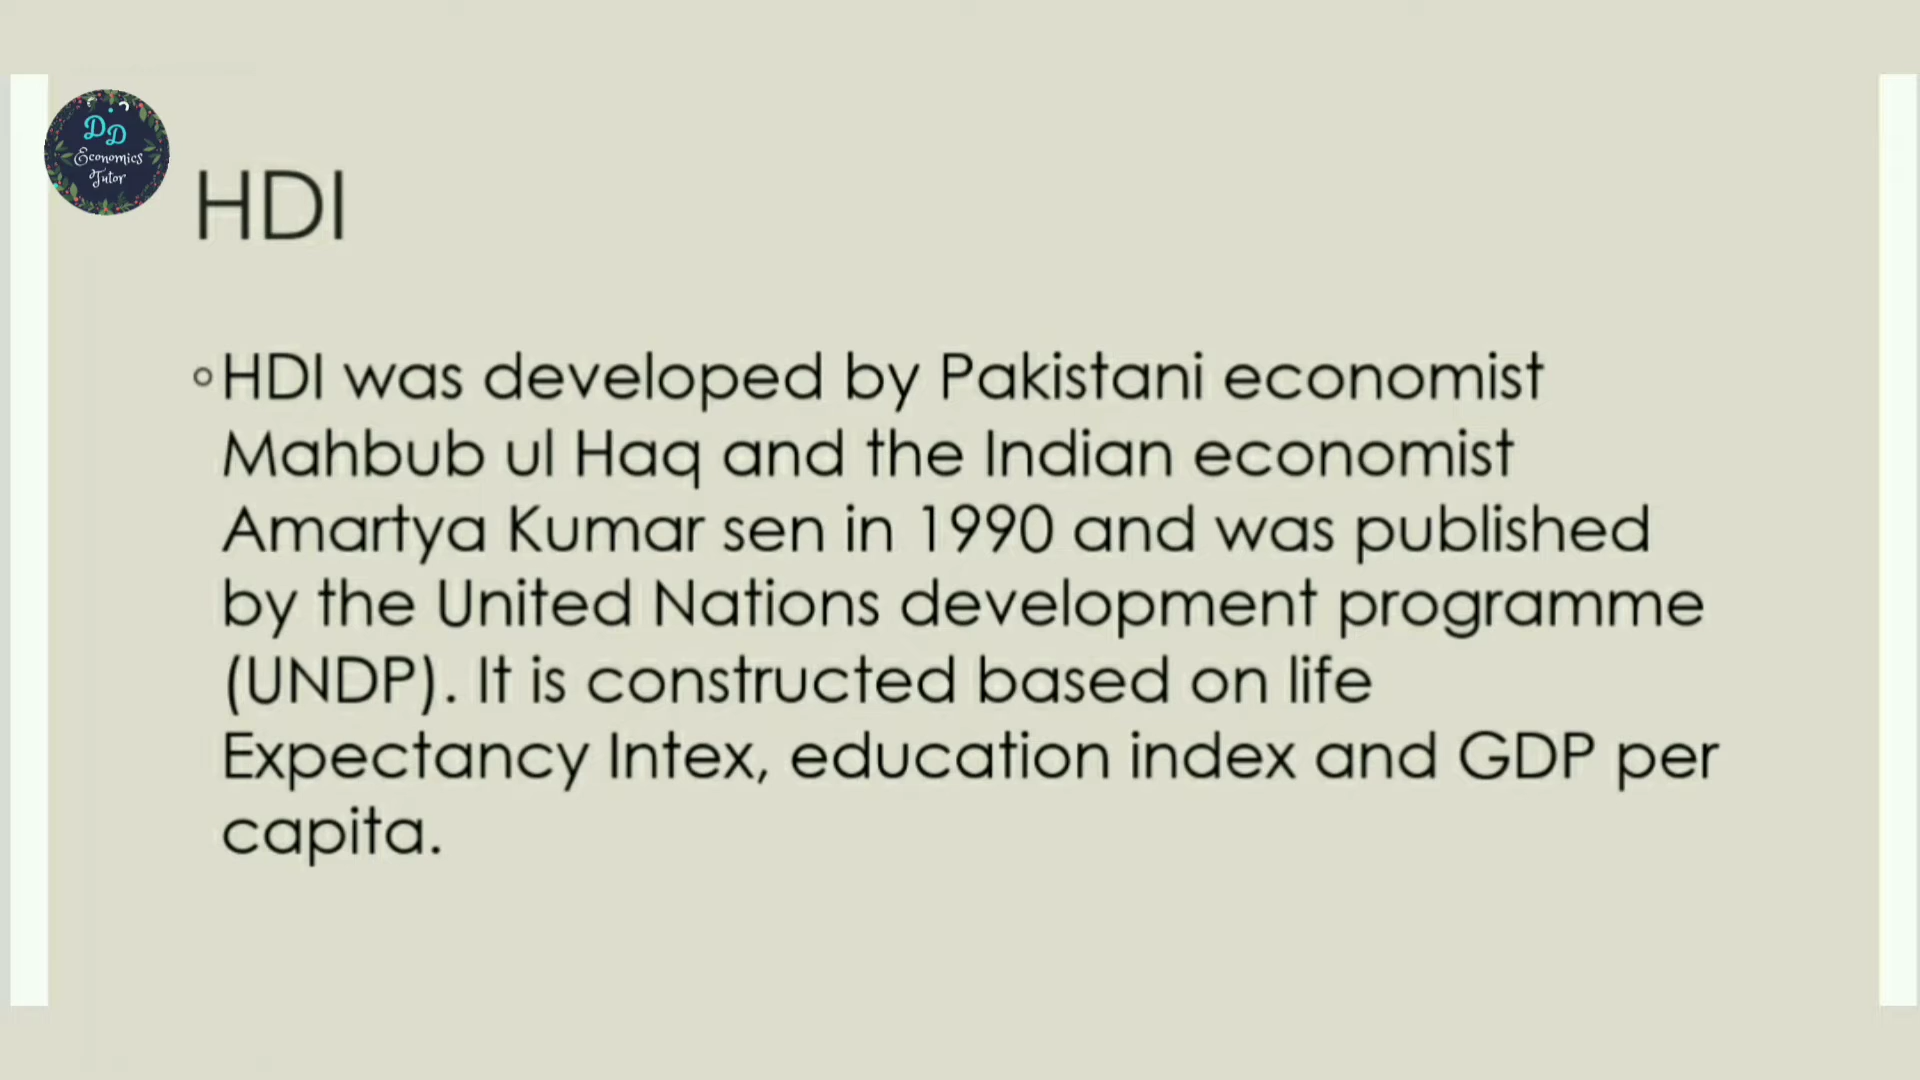 DD
Economics
Tutor
HDI
◦HDI was developed by Pakistani economist
Mahbub ul Haq and the Indian economist
Amartya Kumar sen in 1990 and was published
by the United Nations development programme
(UNDP). It is constructed based on life
Expectancy Intex, education index and GDP per
capita.